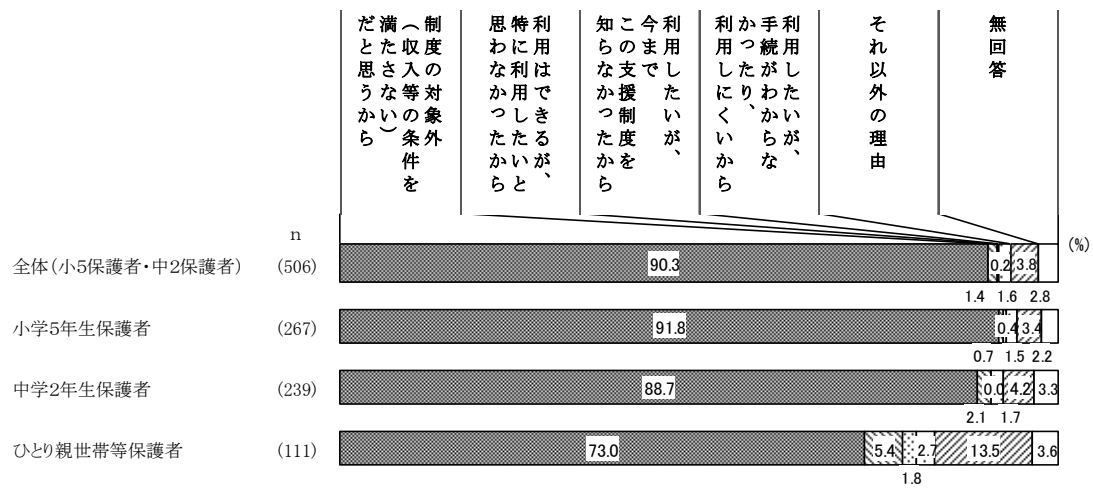 制度の対象外
（収入等の条件を
満たさない）
だと思うから
利用はできるが、
特に利用したいと
思わなかったから
利用したいが、
今まで
この支援制度を
知らなかったから
利用したいが、
手続がわからな
かったり、
利用しにくいから
それ以外の理由
無回答
n
(%)
全体（小5保護者・中2保護者） (506) 90.3 0.2 3.8
1.4 1.6 2.8
小学5年生保護者 (267) 91.8 0.4 3.4
0.7 1.5 2.2
中学2年生保護者 (239) 88.7 0.0 4.2 3.3
2.1 1.7
ひとり親世帯等保護者 (111) 73.0 5.4 2.7 13.5 3.6
1.8